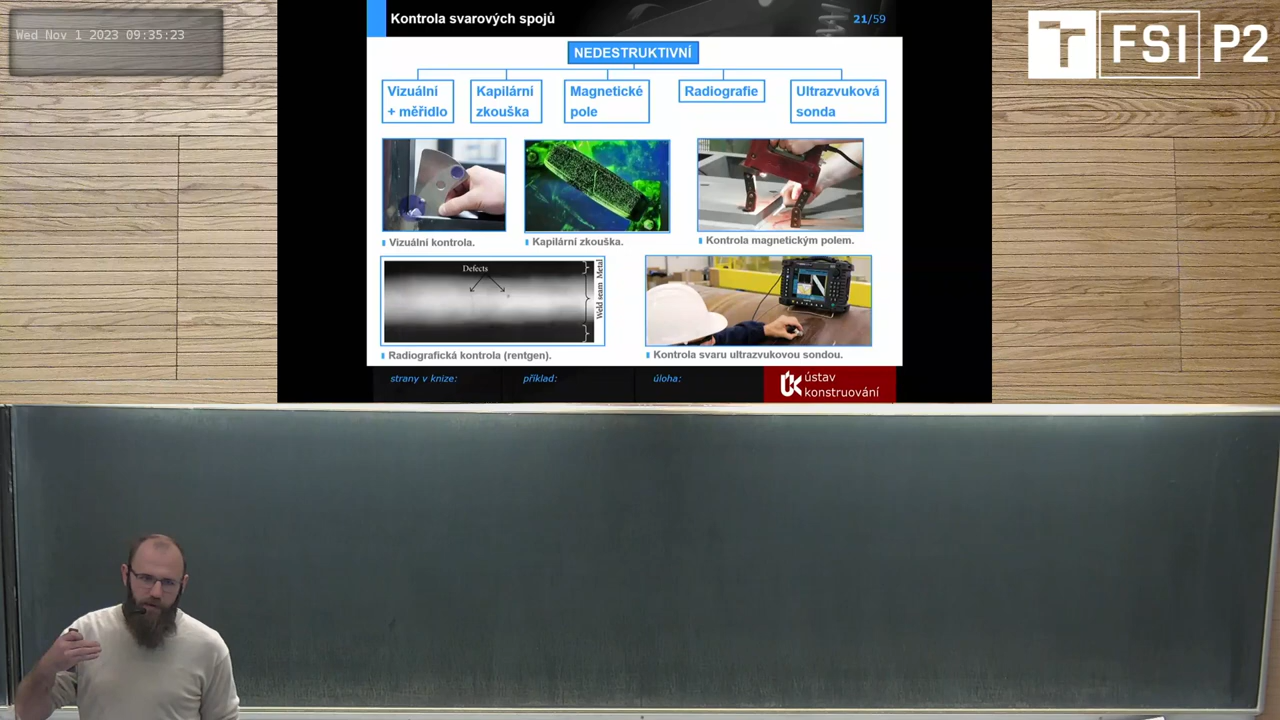 Wed Nov 1 2023 09:35:23
Kontrola svarových spojů
21/59
FSI P2
NEDESTRUKTIVNÍ
Vizuální
+ měřidlo
Kapilární
zkouška
Magnetické
pole
Radiografie
Ultrazvuková
sonda
Vizuální kontrola.
Kapilární zkouška.
Kontrola magnetickým polem.
Defects
Metal
Weld seam
Radiografická kontrola (rentgen).
Kontrola svaru ultrazvukovou sondou.
strany v knize:
příklad:
úloha:
ústav
konstruování